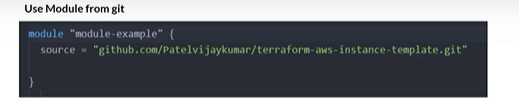 Use Module from git
module "module-example" {
source = "github.com/Patelvijaykumar/terraform-aws-instance-template.git"
}